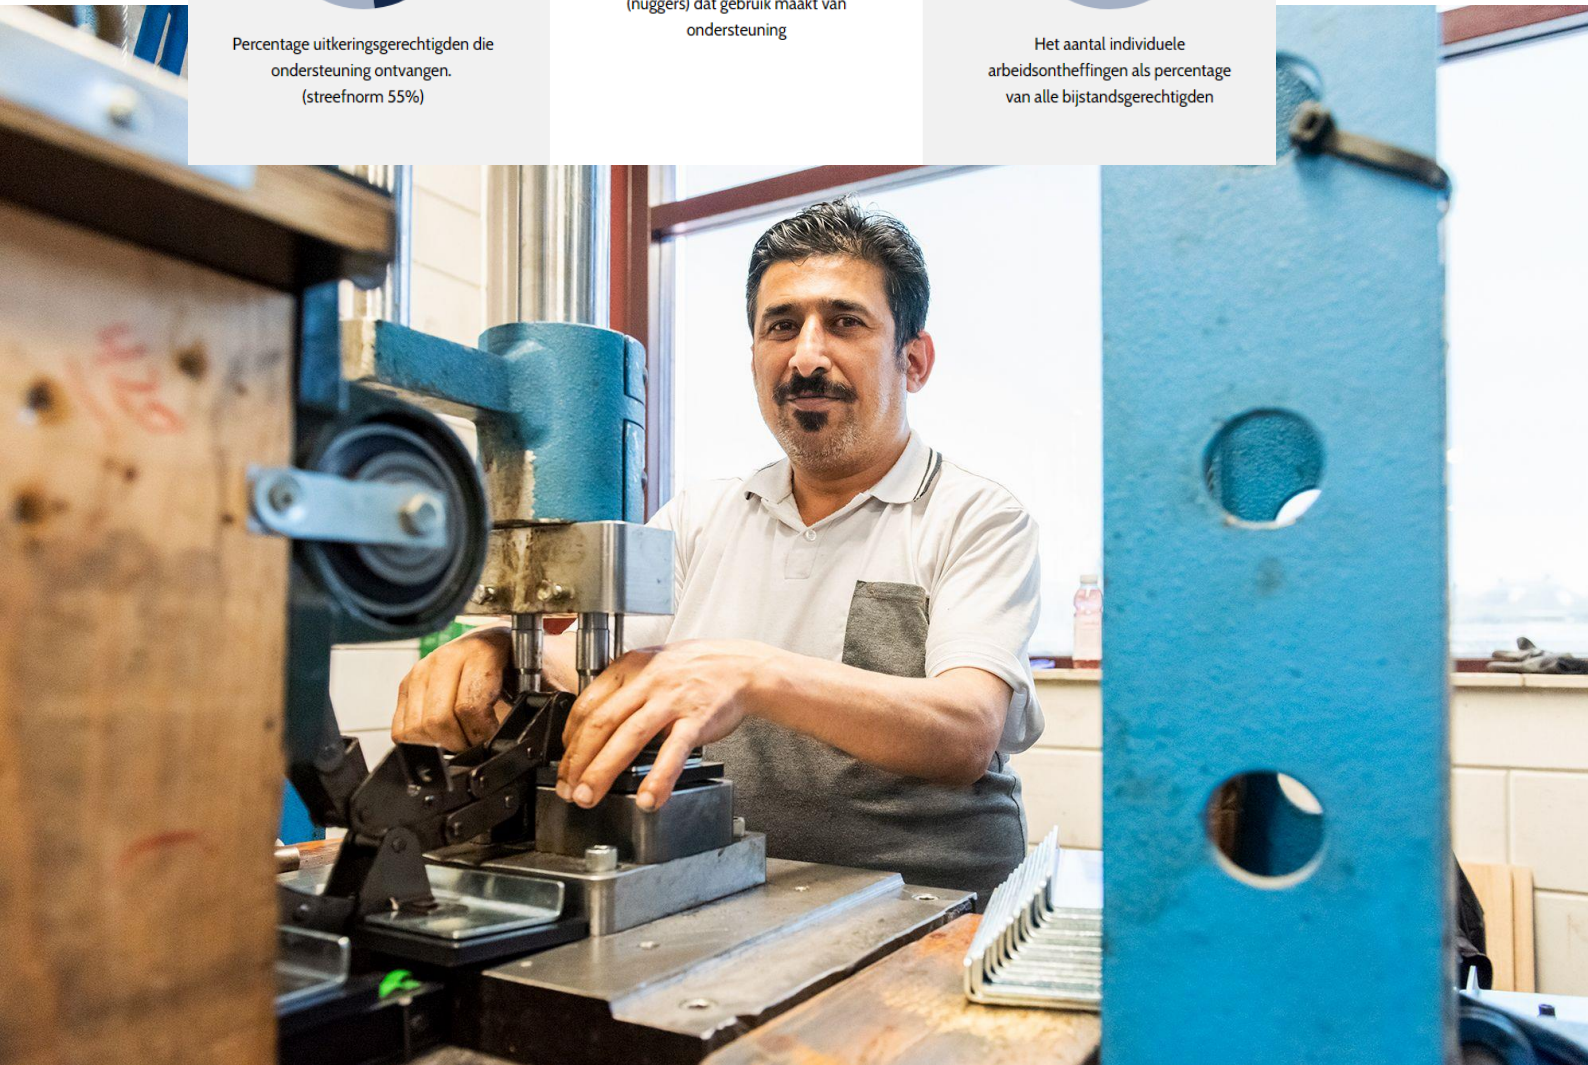 Percentage uitkeringsgerechtigden die
ondersteuning ontvangen.
(streefnorm 55%)
(nuggers) dat gebruik maakt van
ondersteuning
Het aantal individuele
arbeidsontheffingen als percentage
van alle bijstandsgerechtigden